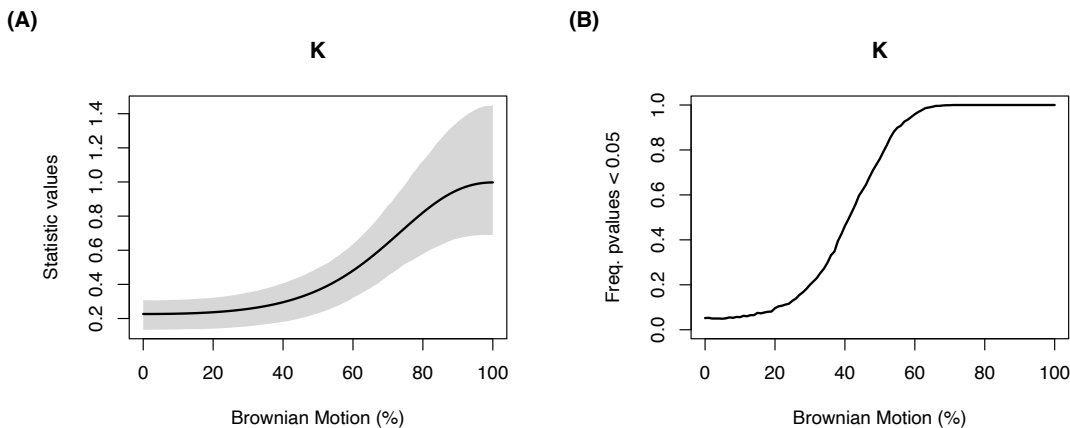 (A)
K
Statistic values
1.4
1.2
1.0
0.8
0.6
0.4
0.2
0 20 40 60 80 100
Brownian Motion (%)
(B)
K
Freq. pvalues < 0.05
1.0
0.8
0.6
0.4
0.2
0.0
0 20 40 60 80 100
Brownian Motion (%)